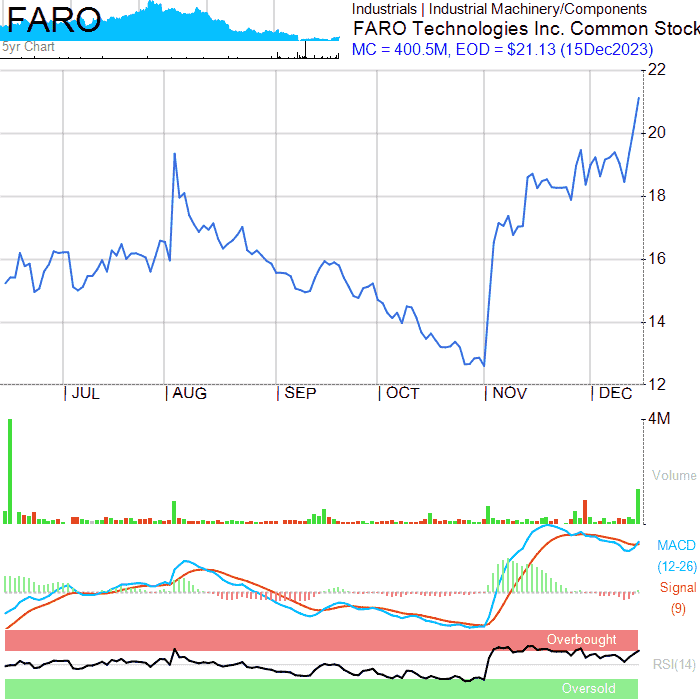 FARO
5yr Chart
Industrials | Industrial Machinery/Components
FARO Technologies Inc. Common Stock
MC = 400.5M, EOD = $21.13 (15Dec2023)
22
20
18
16
14
12
| JUL | AUG | SEP | OCT | NOV | DEC
4M
Volume
MACD
(12-26)
Signal
(9)
Overbought
RSI(14)
Oversold